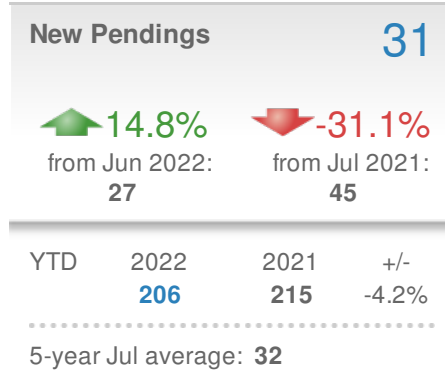 New Pendings 31
14.8% -31.1%
from Jun 2022: from Jul 2021:
27 45
YTD 2022 2021 +/-
206 215 -4.2%
5-year Jul average: 32